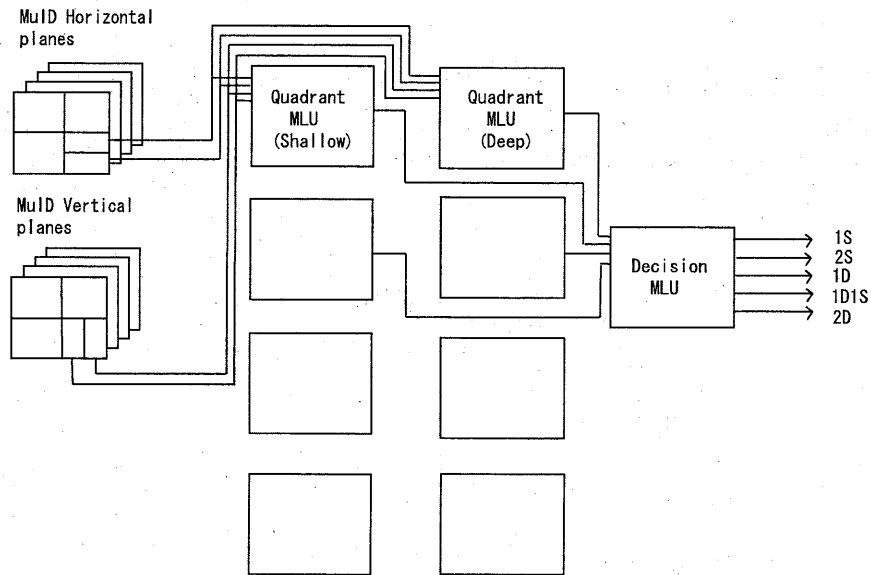 MuID Horizontal
planes
Quadrant
MLU
(Shallow)
Quadrant
MLU
(Deep)
MuID Vertical
planes
Decision
MLU
1S
2S
1D
1D1S
2D